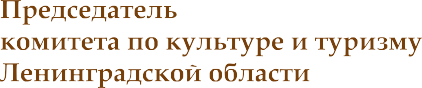 Председатель
комитета по культуре и туризму
Ленинградской области